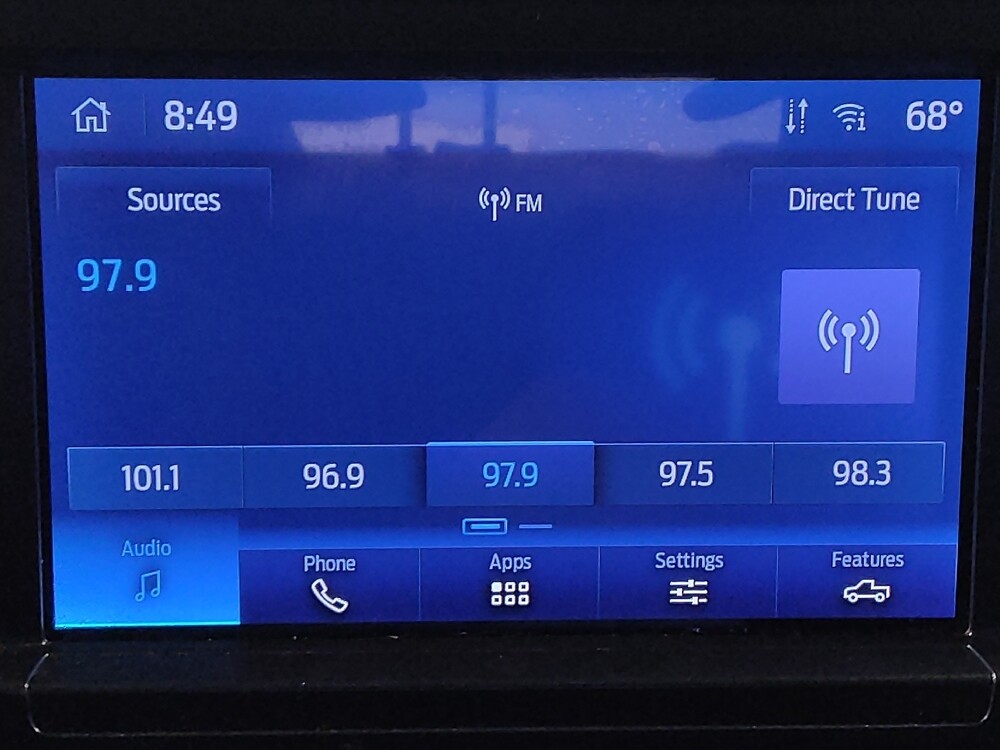 8:49 68°
Sources FM Direct Tune
97.9
101.1 96.9 97.9 97.5 98.3
Audio Phone Apps Settings Features